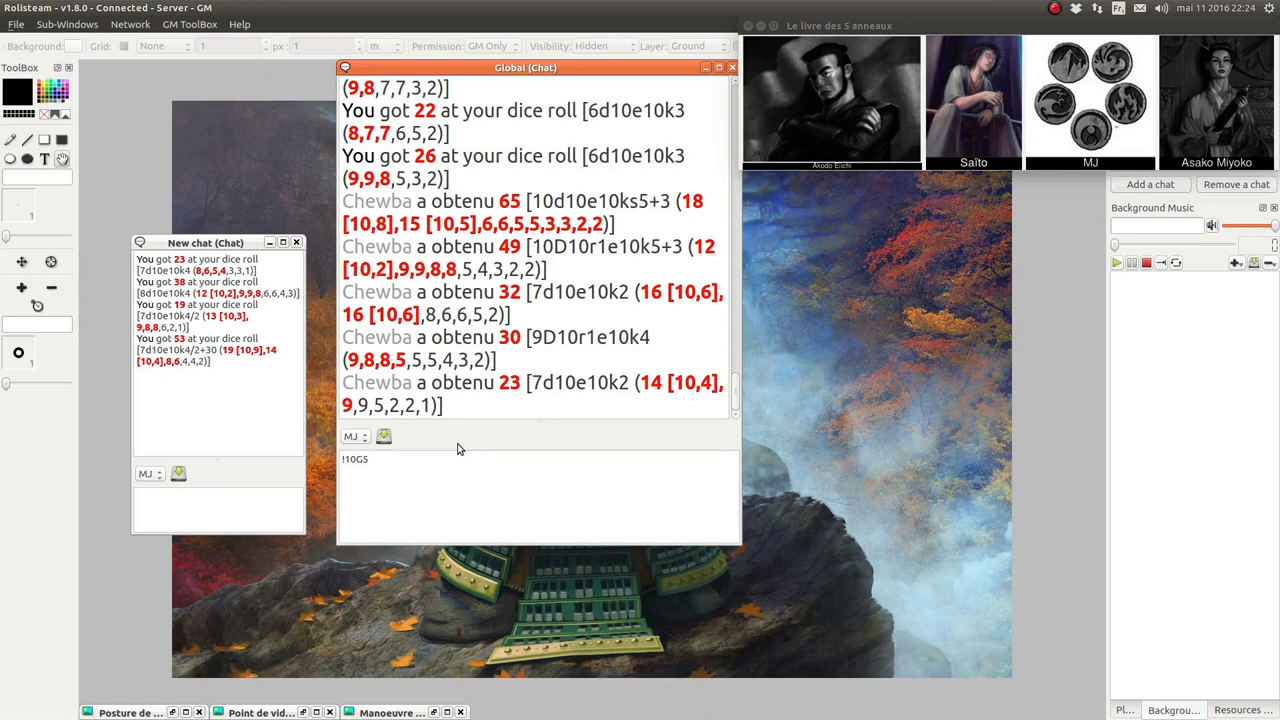 Rolisteam - v1.8.0 - Connected - Server - GM
Fr,
mai 11 2016 22:24
File Sub-Windows Network GM ToolBox Help
Background: Grid: None 1 px : 1 m Permission: GM Only Visibility: Hidden Layer: Ground
Le livre des 5 anneaux
Akodo Eiichi
Saïto
MJ
Asako Miyoko
ToolBox
T
1
1
Global (Chat)
(9,8,7,7,3,2)]
You got 22 at your dice roll [6d10e10k3
(8,7,7,6,5,2)]
You got 26 at your dice roll [6d10e10k3
(9,9,8,5,3,2)]
Chewba a obtenu 65 [10d10e10ks5+3 (18
[10,8],15 [10,5],6,6,5,5,3,3,2,2)]
Chewba a obtenu 49 [10D10r1e10k5+3 (12
[10,2],9,9,8,8,5,4,3,2,2)]
Chewba a obtenu 32 [7d10e10k2 (16 [10,6],
16 [10,6],8,6,6,5,2)]
Chewba a obtenu 30 [9D10r1e10k4
(9,8,8,5,5,5,4,3,2)]
Chewba a obtenu 23 [7d10e10k2 (14 [10,4],
9,9,5,2,2,1)]
MJ
!10G5
New chat (Chat)
You got 23 at your dice roll
[7d10e10k4 (8,6,5,4,3,3,1)]
You got 38 at your dice roll
[8d10e10k4 (12 [10,2],9,9,8,6,6,4,3)]
You got 19 at your dice roll
[7d10e10k4/2 (13 [10,3],
9,8,8,6,2,1)]
You got 53 at your dice roll
[7d10e10k4/2+30 (19 [10,9],14
[10,4],8,6,4,4,2)]
MJ
Add a chat
Remove a chat
Background Music
Posture de ...
Point de vid...
Manoeuvre ...
Pl...
Backgrou...
Resources ...